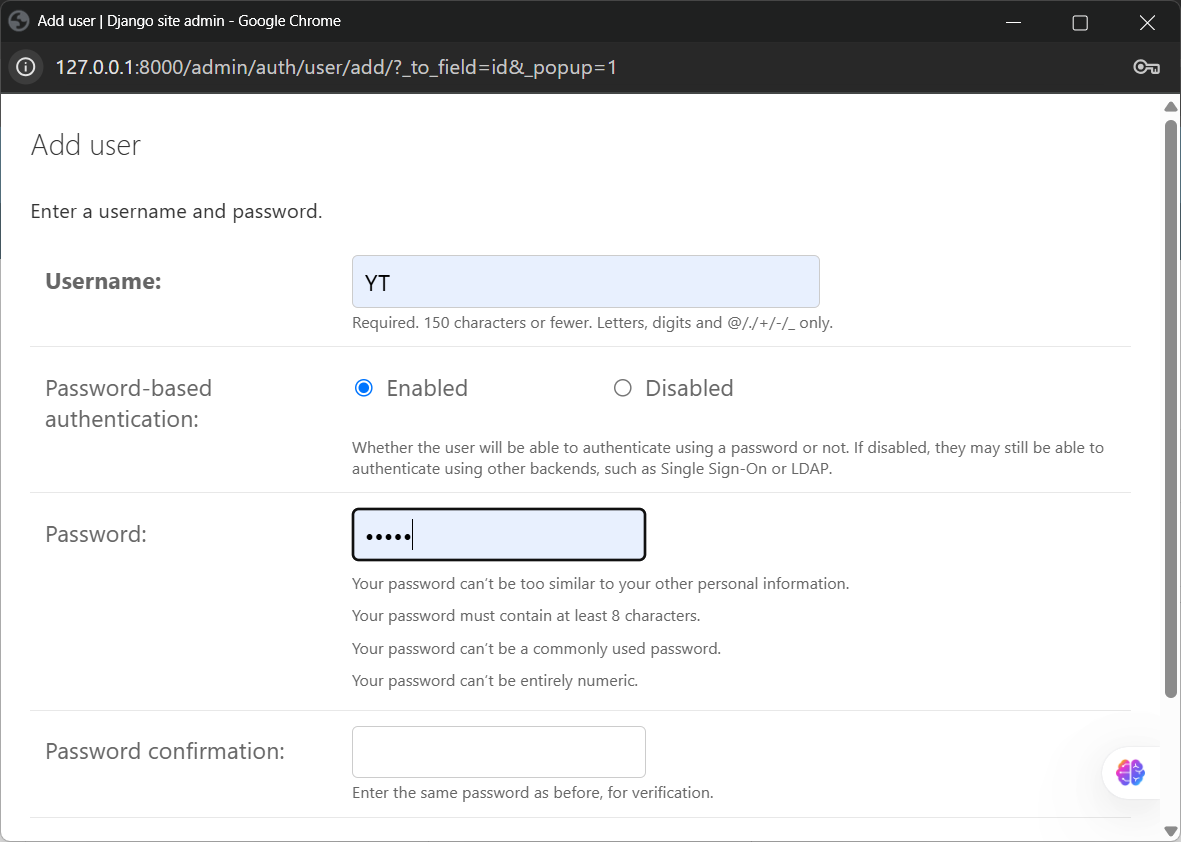 Add user | Django site admin - Google Chrome
127.0.0.1:8000/admin/auth/user/add/?_to_field=id&_popup=1
Add user
Enter a username and password.
Username:
YT
Required. 150 characters or fewer. Letters, digits and @/./+/-/_ only.
Password-based
authentication:
Enabled
Disabled
Whether the user will be able to authenticate using a password or not. If disabled, they may still be able to
authenticate using other backends, such as Single Sign-On or LDAP.
Password:
•••••
Your password can’t be too similar to your other personal information.
Your password must contain at least 8 characters.
Your password can’t be a commonly used password.
Your password can’t be entirely numeric.
Password confirmation:
Enter the same password as before, for verification.